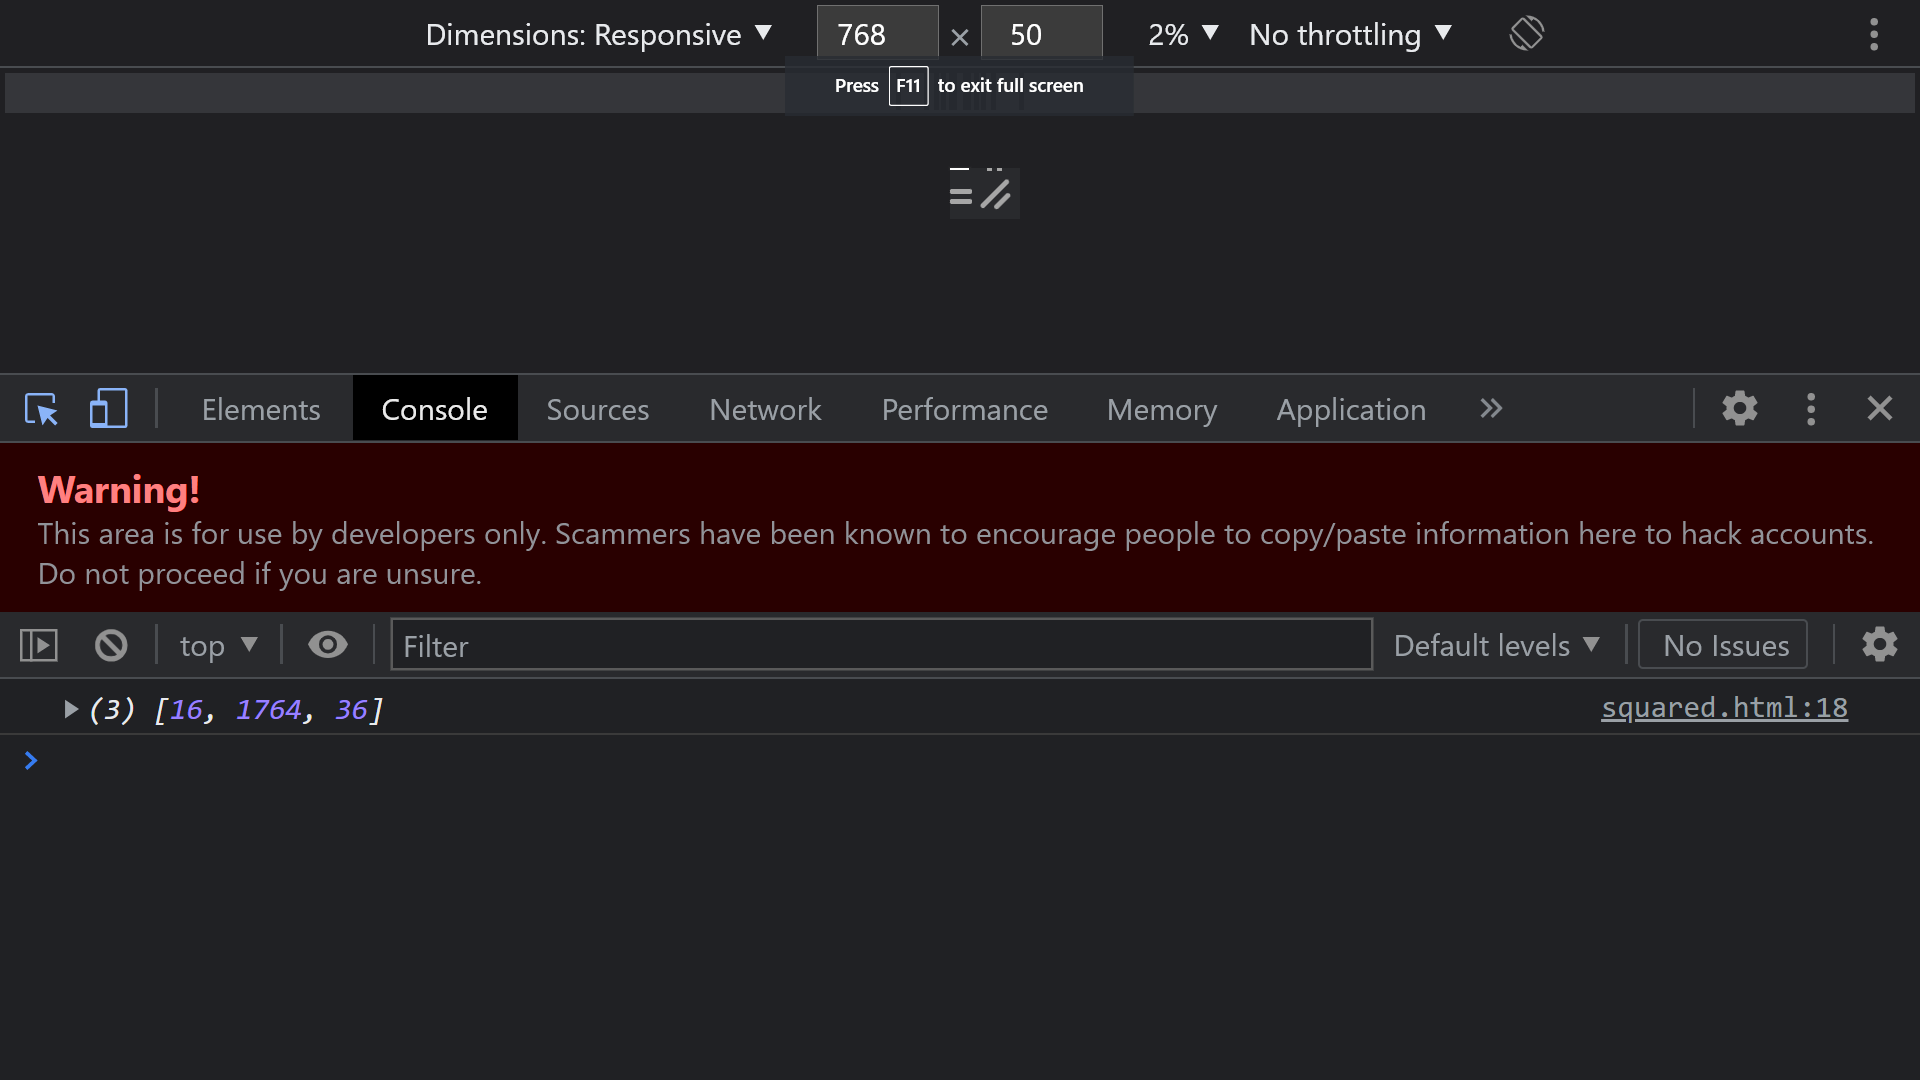 Dimensions: Responsive ▼ 768 × 50 2% ▼ No throttling ▼
Press F11 to exit full screen
Elements Console Sources Network Performance Memory Application »
Warning!
This area is for use by developers only. Scammers have been known to encourage people to copy/paste information here to hack accounts.
Do not proceed if you are unsure.
top ▼ Filter Default levels ▼ No Issues
(3) [16, 1764, 36] squared.html:18